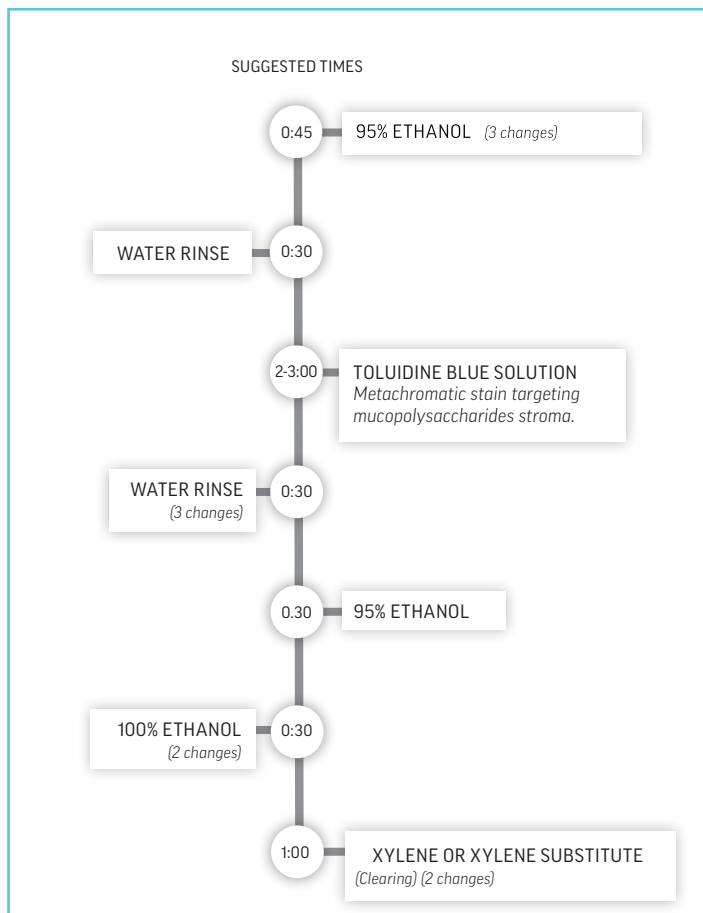 SUGGESTED TIMES
0:45
95% ETHANOL (3 changes)
WATER RINSE
0:30
2-3:00
TOLUIDINE BLUE SOLUTION
Metachromatic stain targeting
mucopolysaccharides stroma.
WATER RINSE
(3 changes)
0:30
0.30
95% ETHANOL
100% ETHANOL
(2 changes)
0:30
1:00
XYLENE OR XYLENE SUBSTITUTE
(Clearing) (2 changes)